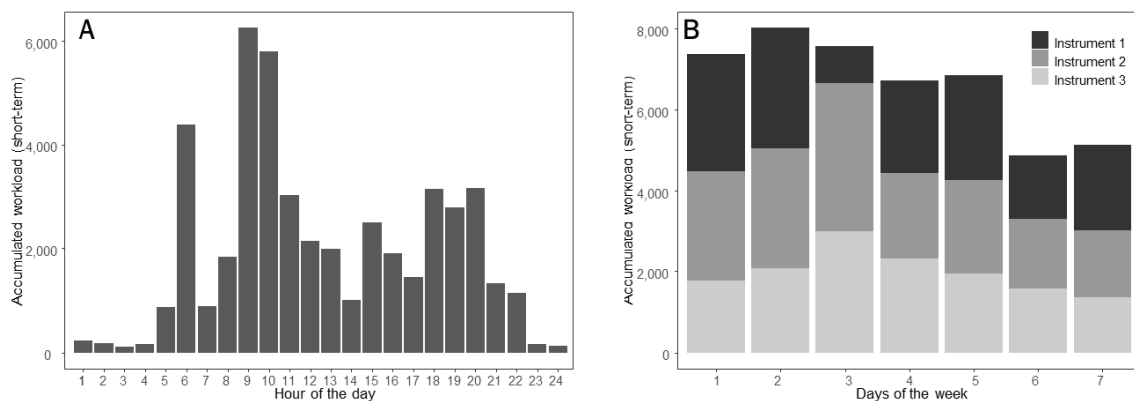 A
Accumulated workload (short-term)
6,000
4,000
2,000
0
1 2 3 4 5 6 7 8 9 10 11 12 13 14 15 16 17 18 19 20 21 22 23 24
Hour of the day
B
Accumulated workload (short-term)
8,000
6,000
4,000
2,000
0
Instrument 1
Instrument 2
Instrument 3
1 2 3 4 5 6 7
Days of the week